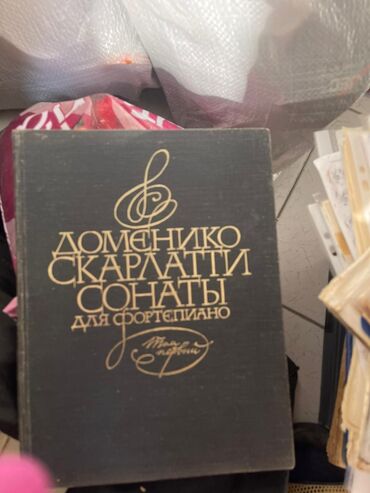 ДОМЕНИКО
СКАРЛАТТИ
СОНАТЫ
ДЛЯ ФОРТЕПИАНО
Том
первый